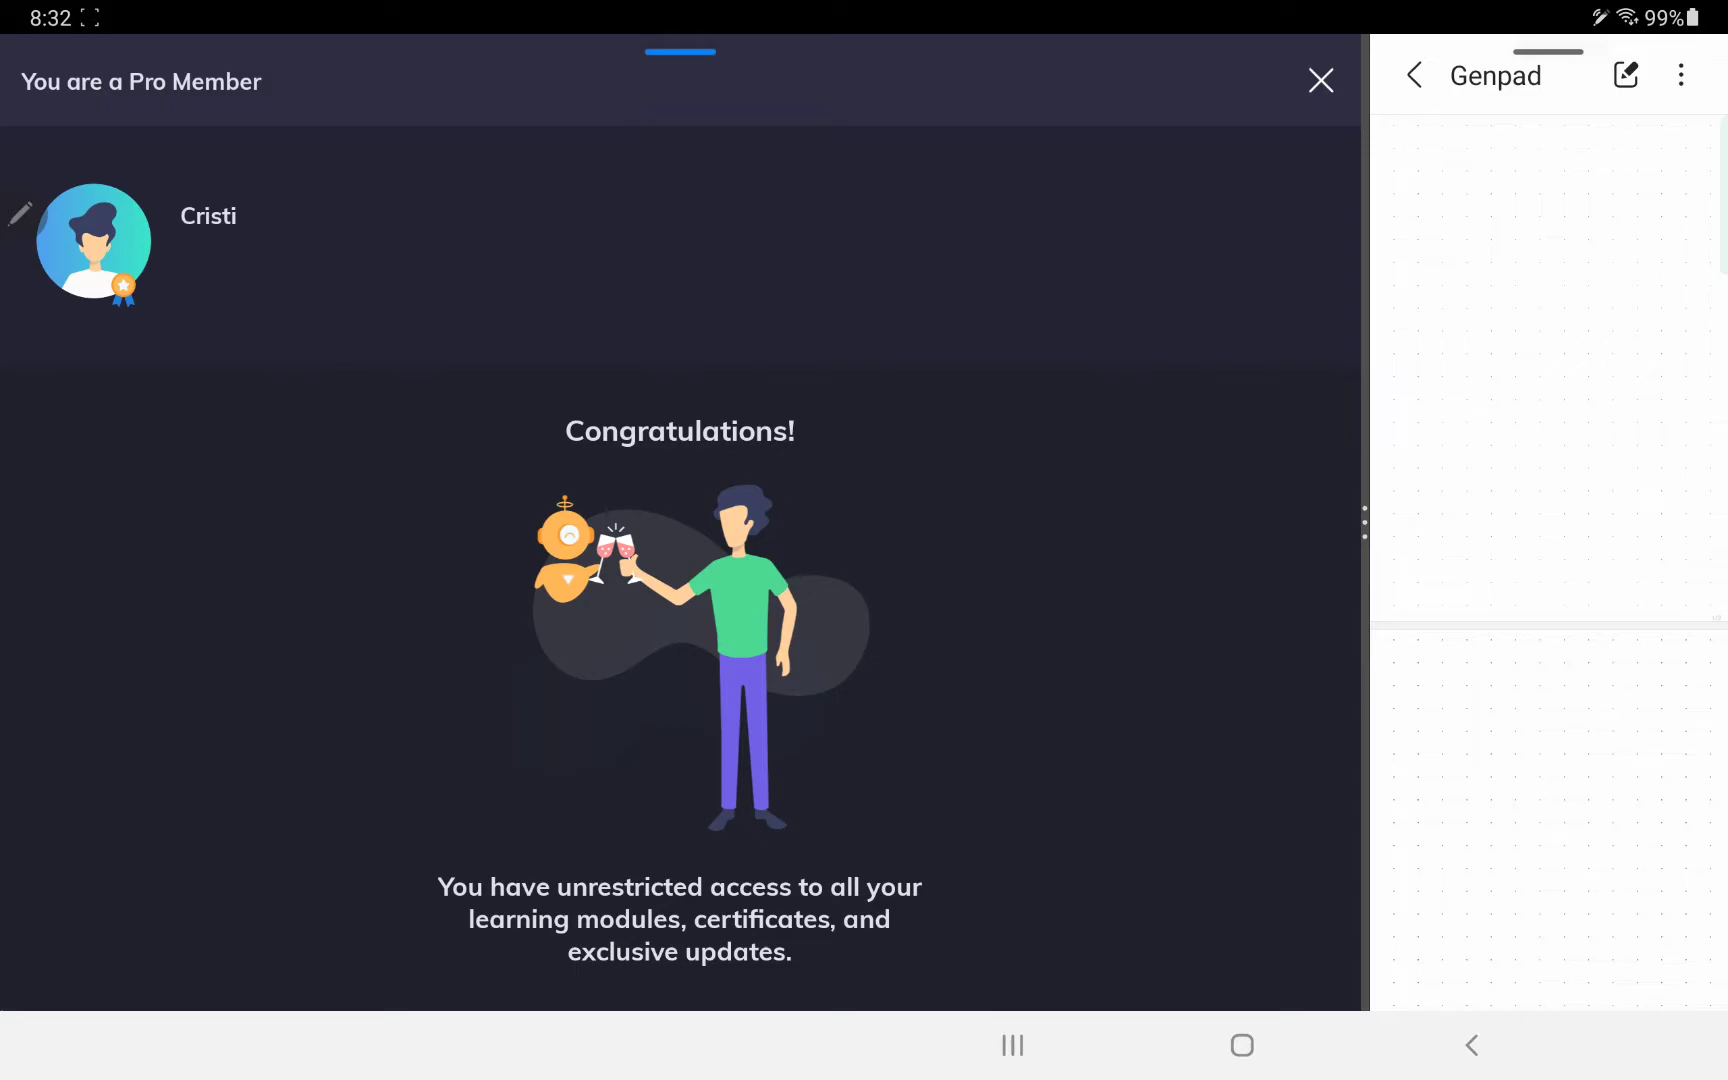 8:32
99%
You are a Pro Member
Genpad
Cristi
Congratulations!
You have unrestricted access to all your
learning modules, certificates, and
exclusive updates.